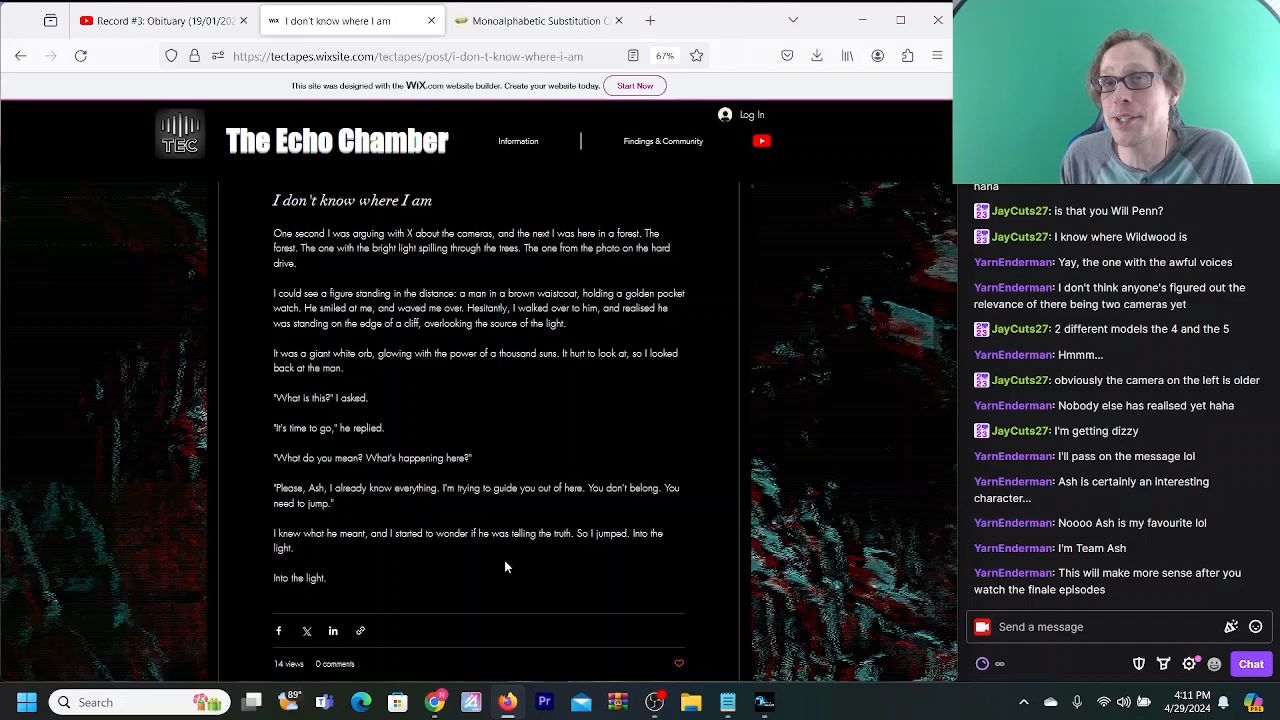 Record #3: Obituary (19/01/202
WIX
I don't know where I am
Monoalphabetic Substitution C
https://tectapes.wixsite.com/tectapes/post/i-don-t-know-where-i-am
67%
This site was designed with the WiX.com website builder. Create your website today.
Start Now
Log In
TEC
The Echo Chamber
Information
Findings & Community
I don't know where I am
One second I was arguing with X about the cameras, and the next I was here in a forest. The
forest. The one with the bright light spilling through the trees. The one from the photo on the hard
drive.
I could see a figure standing in the distance: a man in a brown waistcoat, holding a golden pocket
watch. He smiled at me, and waved me over. Hesitantly, I walked over to him, and realised he
was standing on the edge of a cliff, overlooking the source of the light.
It was a giant white orb, glowing with the power of a thousand suns. It hurt to look at, so I looked
back at the man.
"What is this?" I asked.
"It's time to go," he replied.
"What do you mean? What's happening here?"
"Please, Ash, I already know everything. I'm trying to guide you out of here. You don't belong. You
need to jump."
I knew what he meant, and I started to wonder if he was telling the truth. So I jumped. Into the
light.
Into the light.
14 views
0 comments
haha
JayCuts27: is that you Will Penn?
JayCuts27: I know where Wildwood is
YarnEnderman: Yay, the one with the awful voices
YarnEnderman: I don't think anyone's figured out the
relevance of there being two cameras yet
JayCuts27: 2 different models the 4 and the 5
YarnEnderman: Hmmm...
JayCuts27: obviously the camera on the left is older
YarnEnderman: Nobody else has realised yet haha
JayCuts27: I'm getting dizzy
YarnEnderman: I'll pass on the message lol
YarnEnderman: Ash is certainly an interesting
character...
YarnEnderman: Noooo Ash is my favourite lol
YarnEnderman: I'm Team Ash
YarnEnderman: This will make more sense after you
watch the finale episodes
Send a message
Chat
Search
89°
4:11 PM
4/29/2024